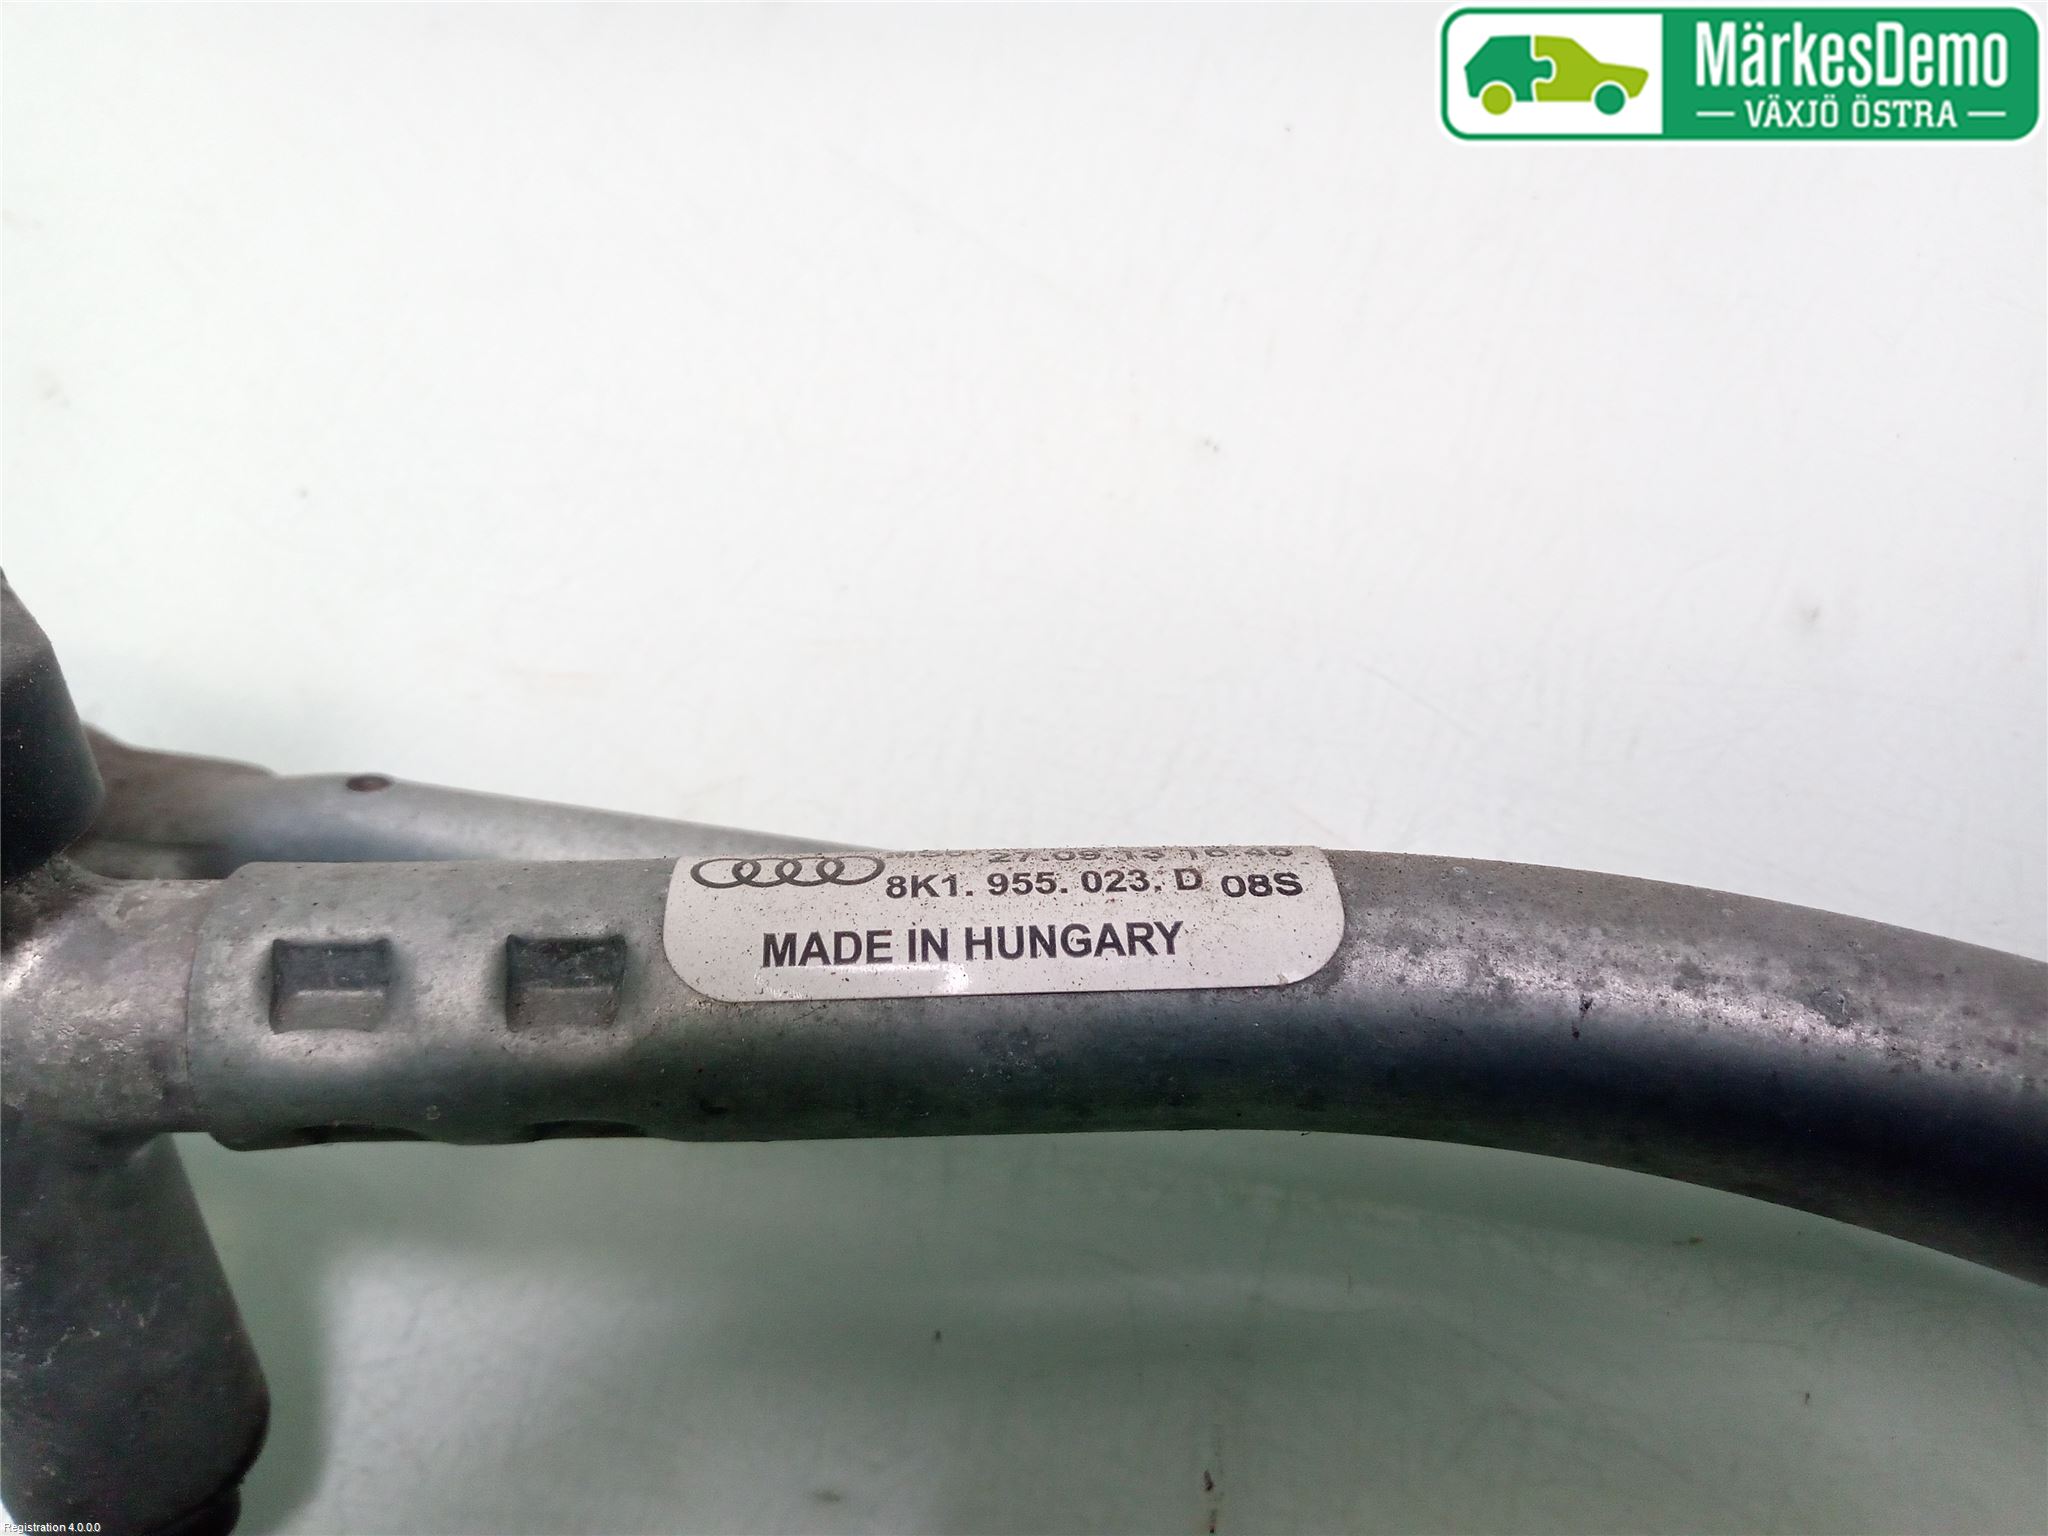 MärkesDemo
VÄXJÖ ÖSTRA
8K1. 955. 023. D 08S
MADE IN HUNGARY
Registration 4.0.0.0